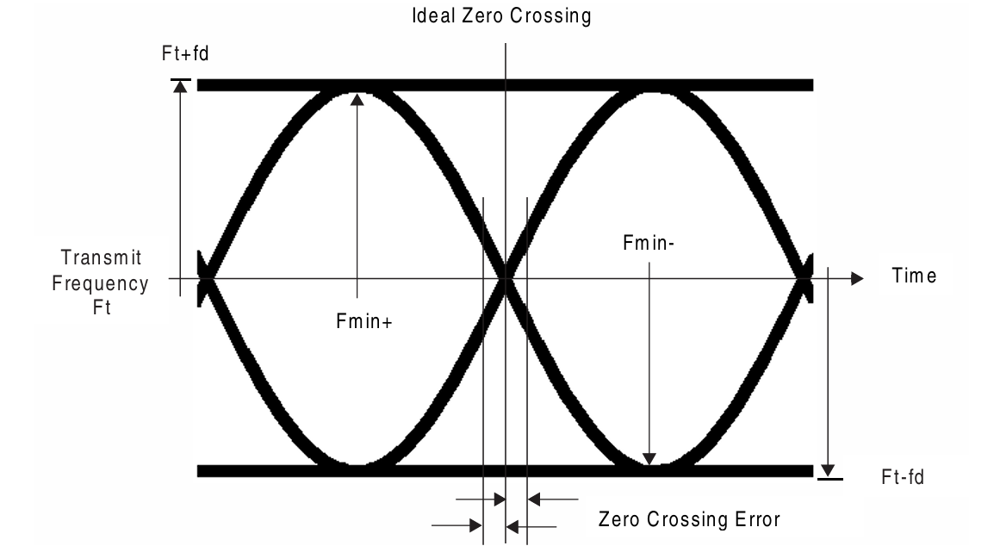 Ideal Zero Crossing
Ft+fd
Fmin-
Transmit
Frequency
Ft
Time
Fmin+
Ft-fd
Zero Crossing Error